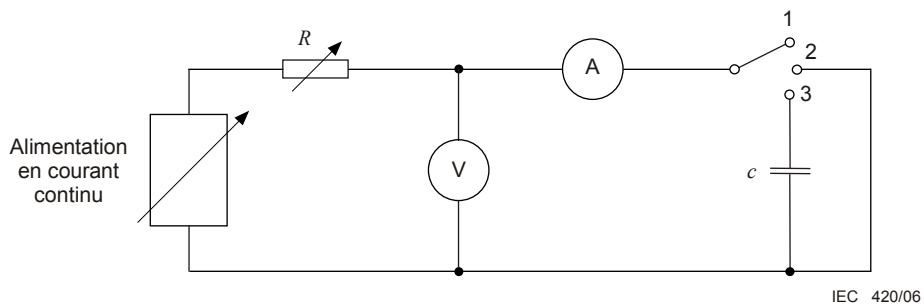 1
R
2
A
3
Alimentation
en courant
continu
V
c
IEC 420/06